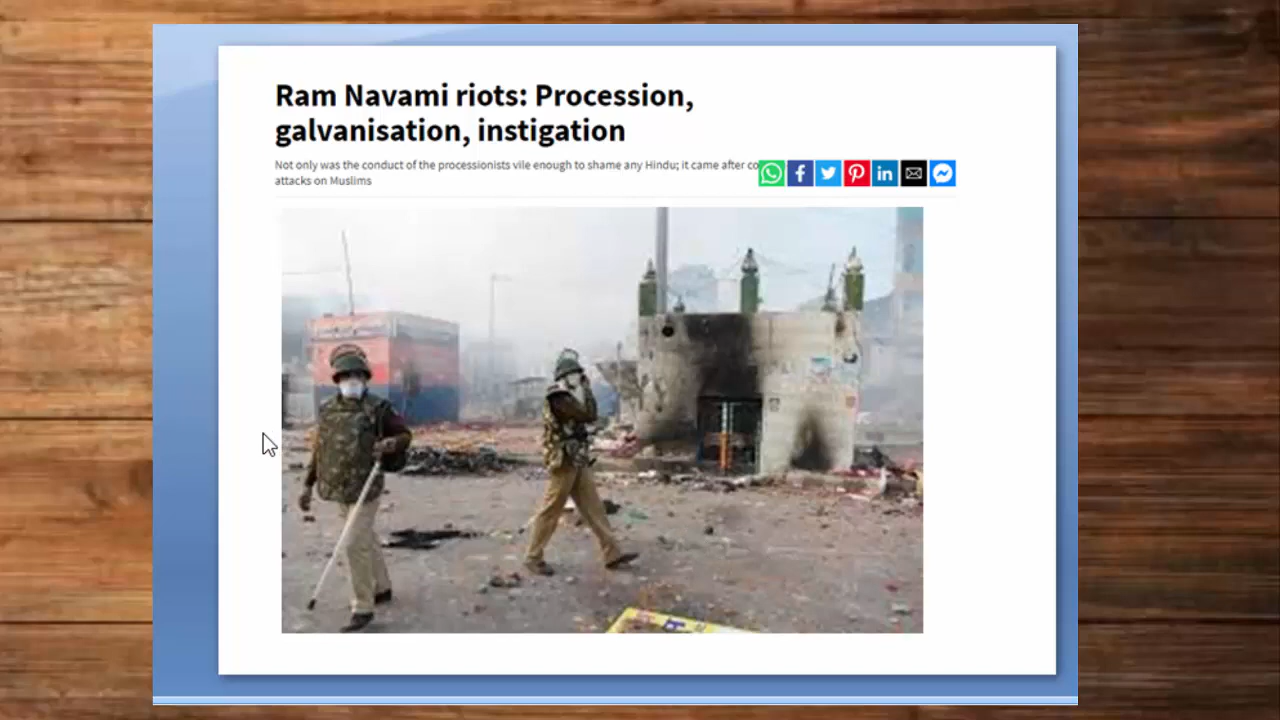 Ram Navami riots: Procession,
galvanisation, instigation
Not only was the conduct of the processionists vile enough to shame any Hindu; it came after
attacks on Muslims